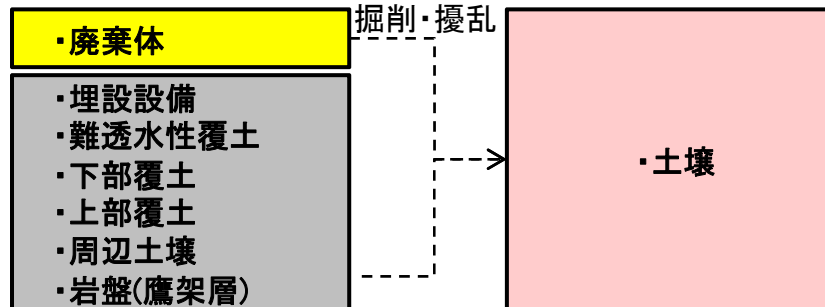 ・廃棄体
掘削・擾乱
・埋設設備
・難透水性覆土
・下部覆土
・上部覆土
・周辺土壌
・岩盤(鷹架層)
・土壌